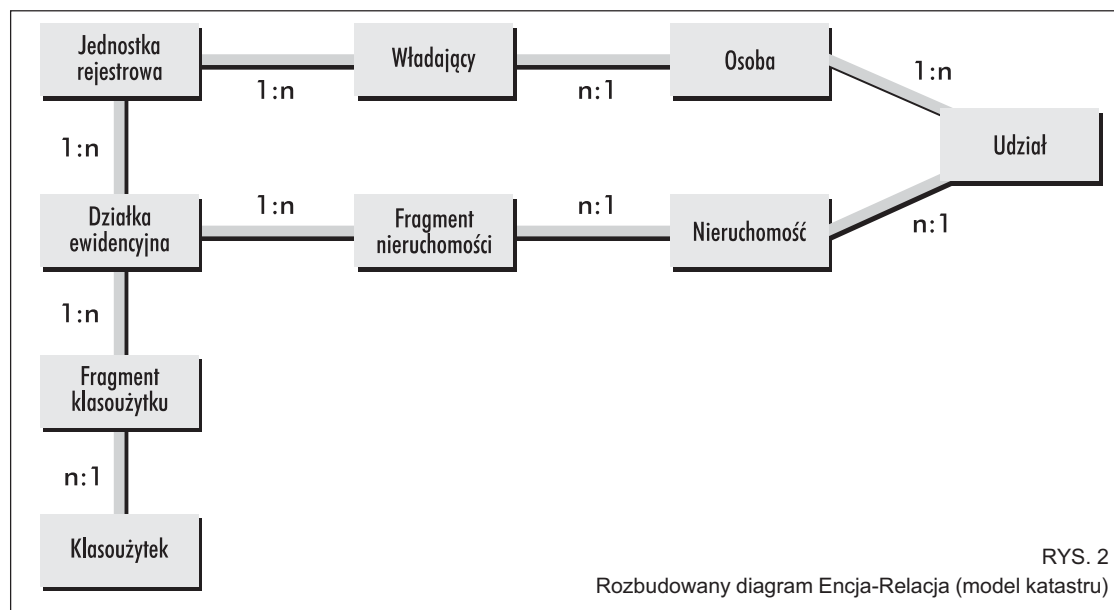 Jednostka
rejestrowa
Władający
Osoba
1:n
n:1
1:n
Udział
1:n
Działka
ewidencyjna
1:n
Fragment
nieruchomości
n:1
Nieruchomość
n:1
1:n
Fragment
klasoużytku
n:1
Klasoużytek
RYS. 2
Rozbudowany diagram Encja-Relacja (model katastru)